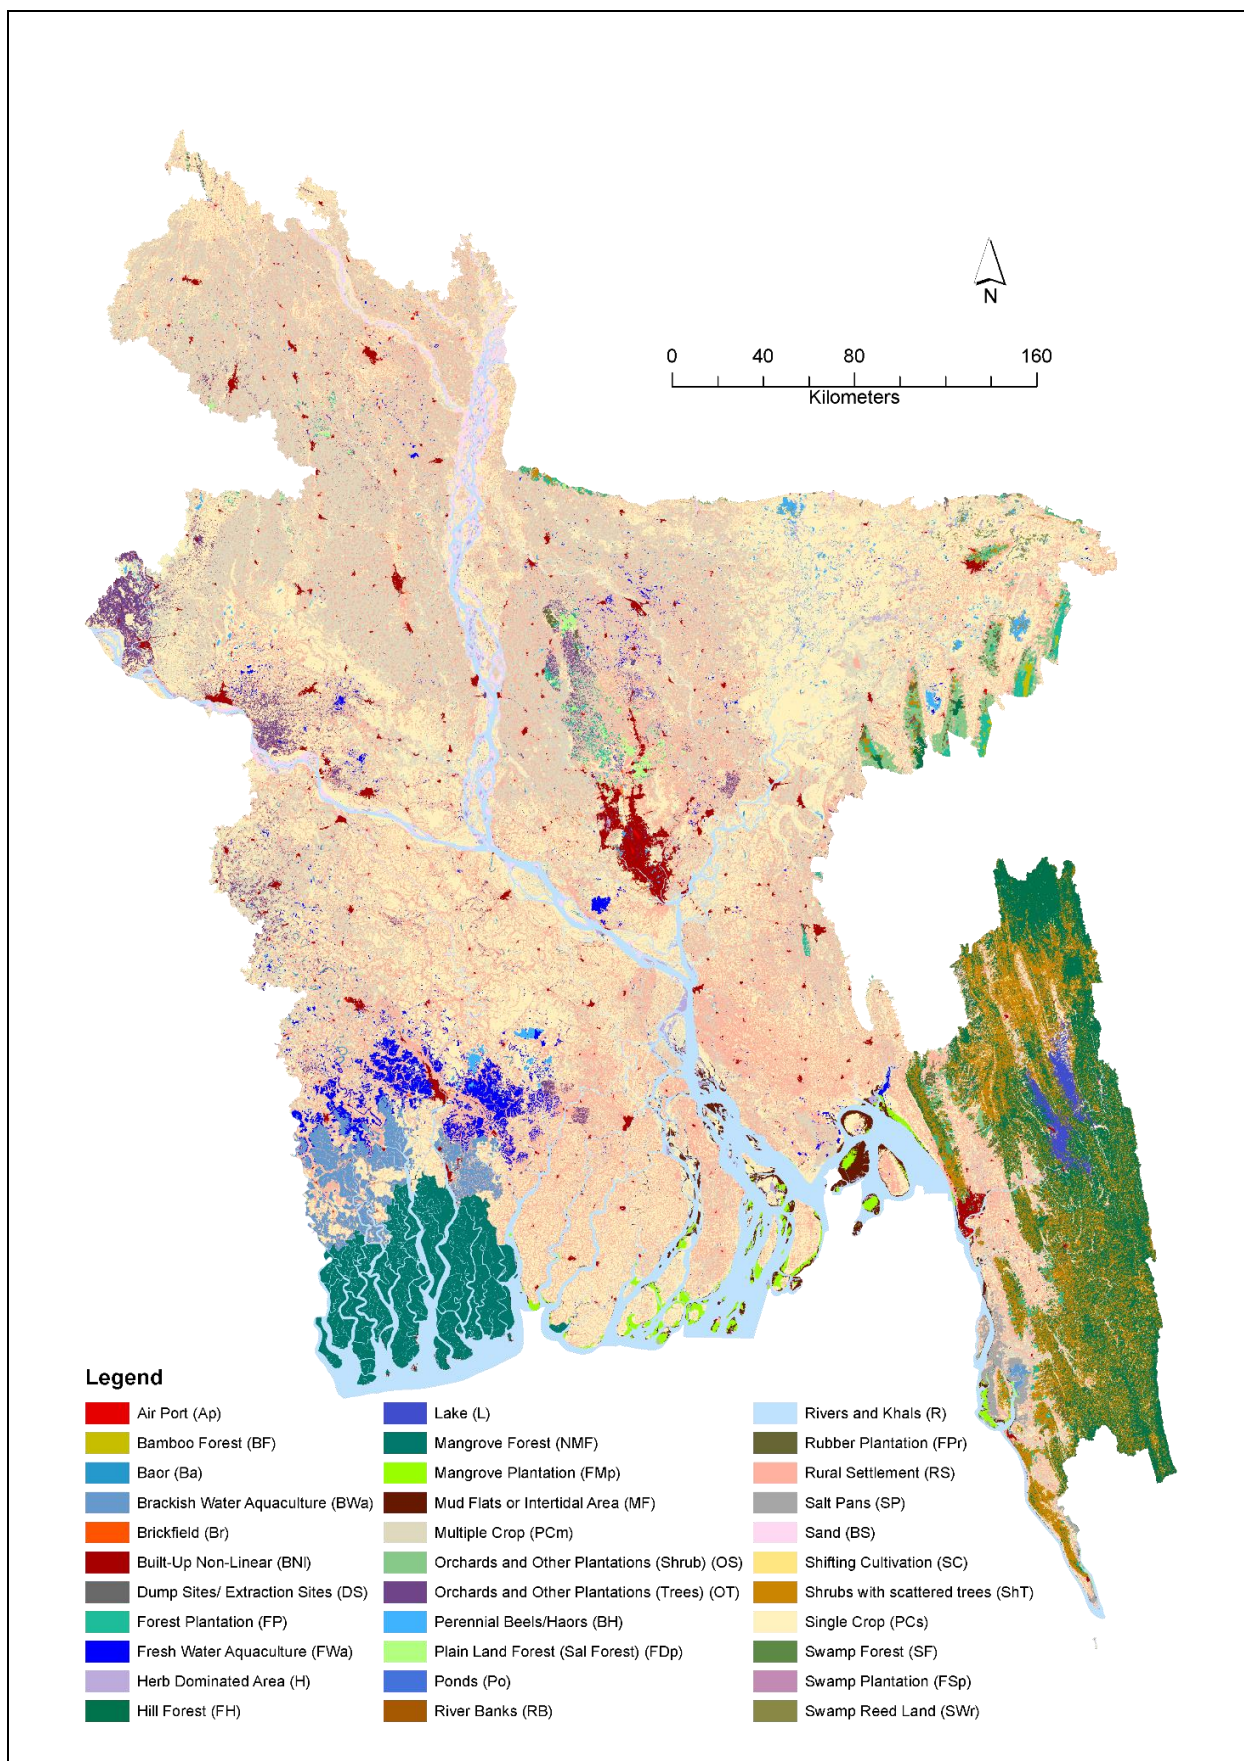 N
0 40 80 160
Kilometers
Legend
Air Port (Ap)
Bamboo Forest (BF)
Baor (Ba)
Brackish Water Aquaculture (BWa)
Brickfield (Br)
Built-Up Non-Linear (BNl)
Dump Sites/ Extraction Sites (DS)
Forest Plantation (FP)
Fresh Water Aquaculture (FWa)
Herb Dominated Area (H)
Hill Forest (FH)
Lake (L)
Mangrove Forest (NMF)
Mangrove Plantation (FMp)
Mud Flats or Intertidal Area (MF)
Multiple Crop (PCm)
Orchards and Other Plantations (Shrub) (OS)
Orchards and Other Plantations (Trees) (OT)
Perennial Beels/Haors (BH)
Plain Land Forest (Sal Forest) (FDp)
Ponds (Po)
River Banks (RB)
Rivers and Khals (R)
Rubber Plantation (FPr)
Rural Settlement (RS)
Salt Pans (SP)
Sand (BS)
Shifting Cultivation (SC)
Shrubs with scattered trees (ShT)
Single Crop (PCs)
Swamp Forest (SF)
Swamp Plantation (FSp)
Swamp Reed Land (SWr)